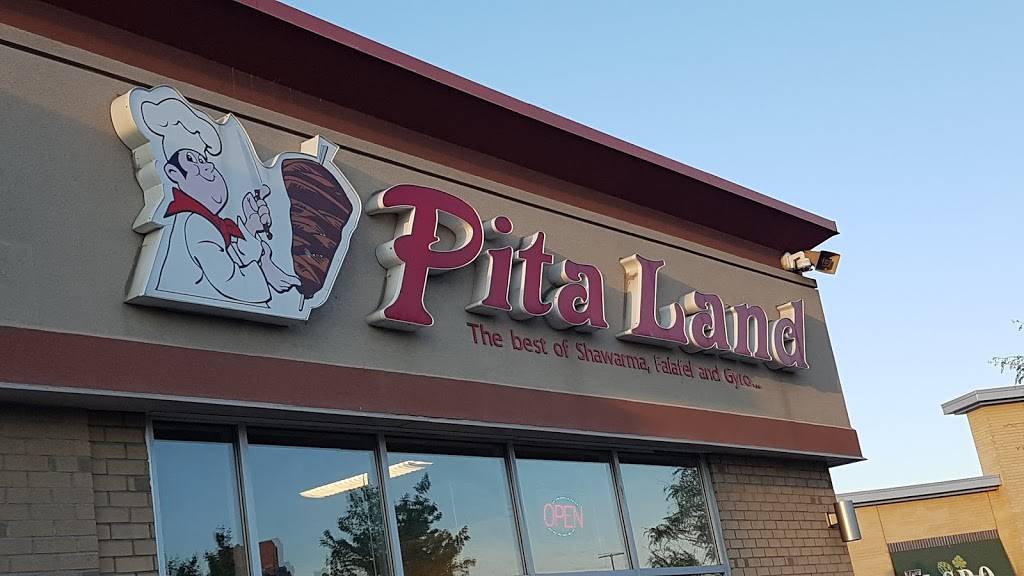 Pita Land
The best of Shawarma, Falafel and Gyro...
OPEN